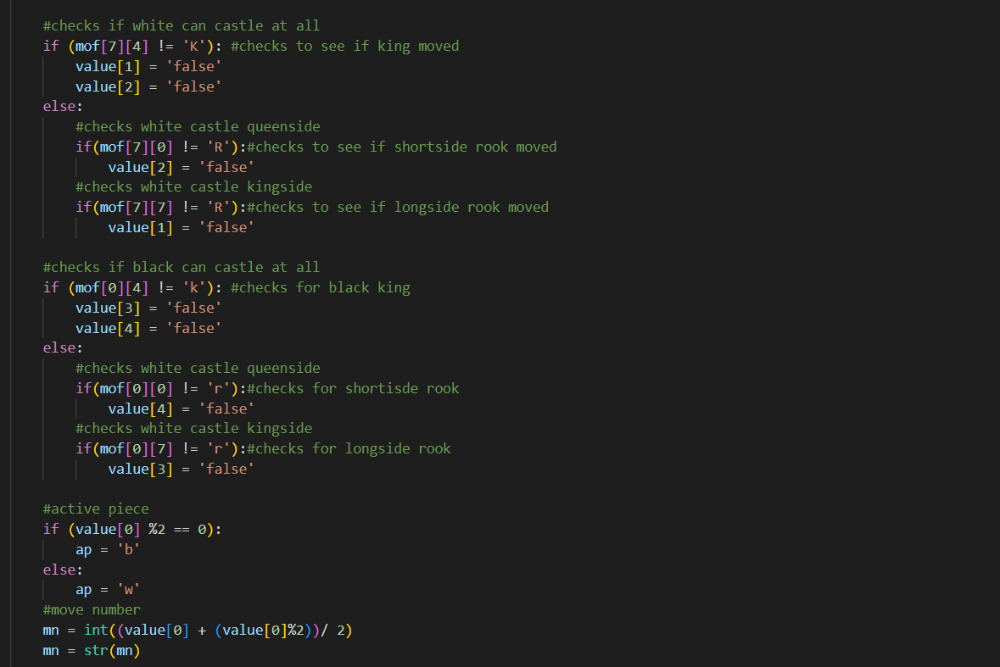 #checks if white can castle at all
if (mof[7][4] != 'K'): #checks to see if king moved
value[1] = 'false'
value[2] = 'false'
else:
#checks white castle queenside
if(mof[7][0] != 'R'):#checks to see if shortside rook moved
value[2] = 'false'
#checks white castle kingside
if(mof[7][7] != 'R'):#checks to see if longside rook moved
value[1] = 'false'
#checks if black can castle at all
if (mof[0][4] != 'k'): #checks for black king
value[3] = 'false'
value[4] = 'false'
else:
#checks white castle queenside
if(mof[0][0] != 'r'):#checks for shortisde rook
value[4] = 'false'
#checks white castle kingside
if(mof[0][7] != 'r'):#checks for longside rook
value[3] = 'false'
#active piece
if (value[0] %2 == 0):
ap = 'b'
else:
ap = 'w'
#move number
mn = int((value[0] + (value[0]%2))/ 2)
mn = str(mn)